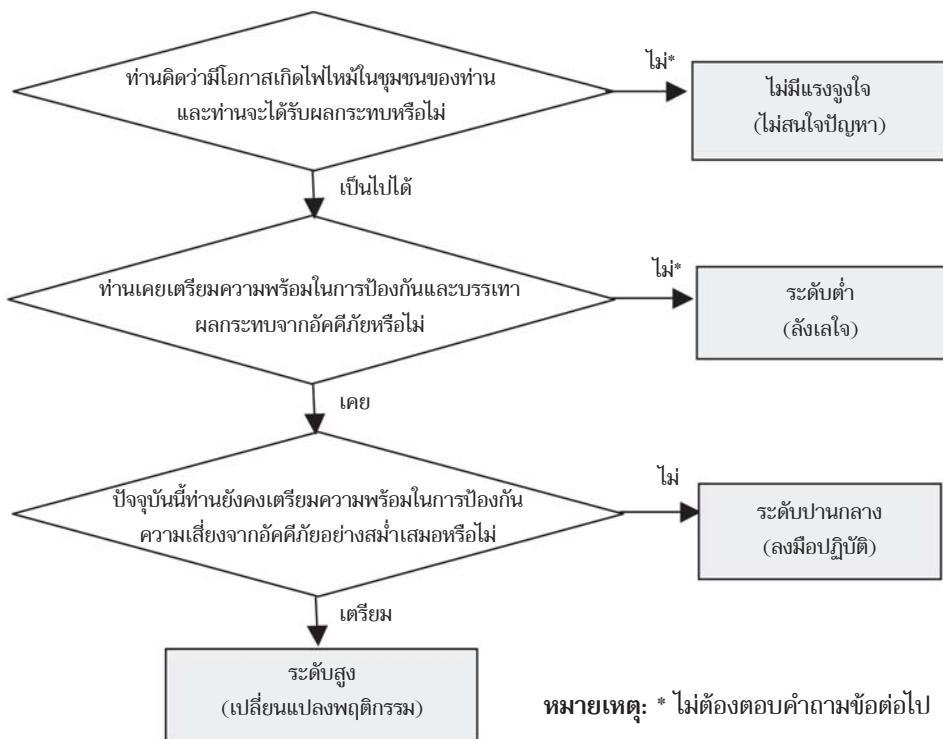 ท่านคิดว่ามีโอกาสเกิดไฟไหม้ในชุมชนของท่าน
และท่านจะได้รับผลกระทบหรือไม่
ไม่*
ไม่มีแรงจูงใจ
(ไม่สนใจปัญหา)
เป็นไปได้
ท่านเคยเตรียมความพร้อมในการป้องกันและบรรเทา
ผลกระทบจากอัคคีภัยหรือไม่
ไม่*
ระดับต่ำ
(ลังเลใจ)
เคย
ปัจจุบันนี้ท่านยังคงเตรียมความพร้อมในการป้องกัน
ความเสี่ยงจากอัคคีภัยอย่างสม่ำเสมอหรือไม่
ไม่
ระดับปานกลาง
(ลงมือปฏิบัติ)
เตรียม
ระดับสูง
(เปลี่ยนแปลงพฤติกรรม)
หมายเหตุ: * ไม่ต้องตอบคำถามข้อต่อไป